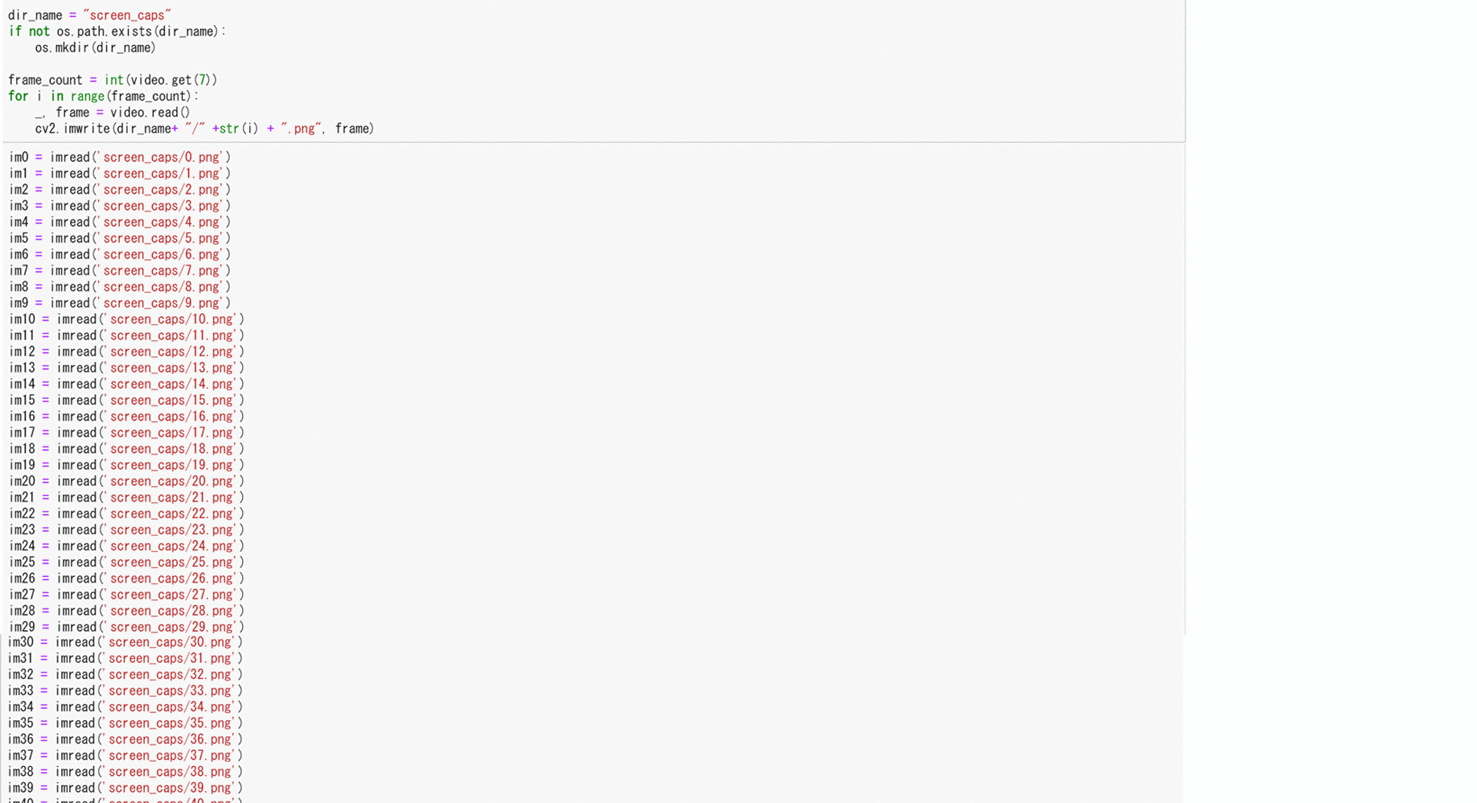 dir_name = "screen_caps"
if not os.path.exists(dir_name):
    os.mkdir(dir_name)

frame_count = int(video.get(7))
for i in range(frame_count):
    _, frame = video.read()
    cv2.imwrite(dir_name+ "/" +str(i) + ".png", frame)
im0 = imread('screen_caps/0.png')
im1 = imread('screen_caps/1.png')
im2 = imread('screen_caps/2.png')
im3 = imread('screen_caps/3.png')
im4 = imread('screen_caps/4.png')
im5 = imread('screen_caps/5.png')
im6 = imread('screen_caps/6.png')
im7 = imread('screen_caps/7.png')
im8 = imread('screen_caps/8.png')
im9 = imread('screen_caps/9.png')
im10 = imread('screen_caps/10.png')
im11 = imread('screen_caps/11.png')
im12 = imread('screen_caps/12.png')
im13 = imread('screen_caps/13.png')
im14 = imread('screen_caps/14.png')
im15 = imread('screen_caps/15.png')
im16 = imread('screen_caps/16.png')
im17 = imread('screen_caps/17.png')
im18 = imread('screen_caps/18.png')
im19 = imread('screen_caps/19.png')
im20 = imread('screen_caps/20.png')
im21 = imread('screen_caps/21.png')
im22 = imread('screen_caps/22.png')
im23 = imread('screen_caps/23.png')
im24 = imread('screen_caps/24.png')
im25 = imread('screen_caps/25.png')
im26 = imread('screen_caps/26.png')
im27 = imread('screen_caps/27.png')
im28 = imread('screen_caps/28.png')
im29 = imread('screen_caps/29.png')
im30 = imread('screen_caps/30.png')
im31 = imread('screen_caps/31.png')
im32 = imread('screen_caps/32.png')
im33 = imread('screen_caps/33.png')
im34 = imread('screen_caps/34.png')
im35 = imread('screen_caps/35.png')
im36 = imread('screen_caps/36.png')
im37 = imread('screen_caps/37.png')
im38 = imread('screen_caps/38.png')
im39 = imread('screen_caps/39.png')